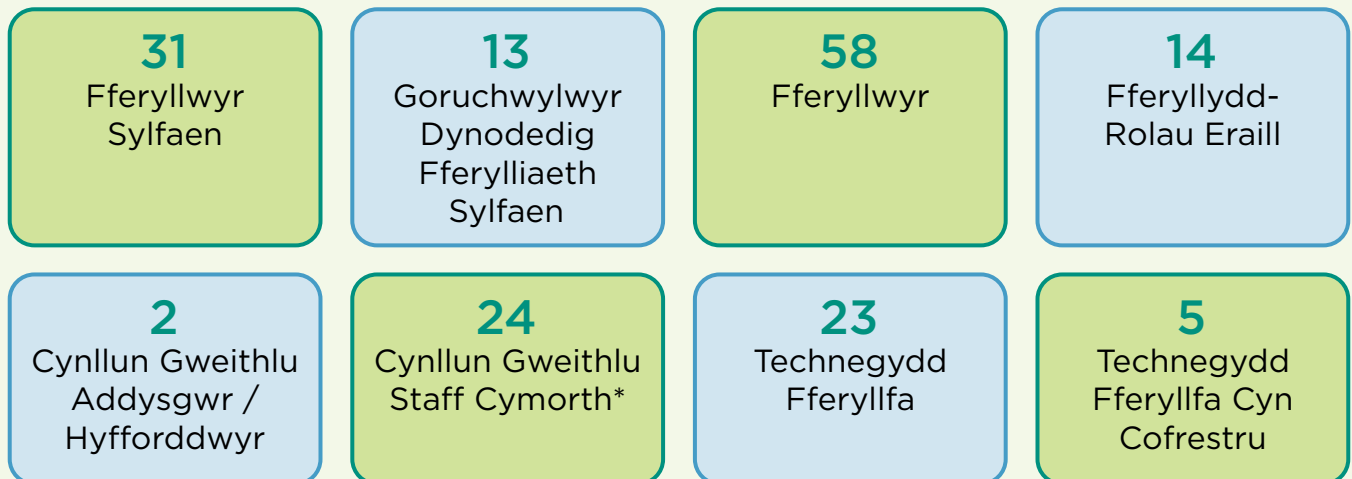 31
Fferyllwyr
Sylfaen
13
Goruchwylwyr
Dynodedig
Fferylliaeth
Sylfaen
58
Fferyllwyr
14
Fferyllydd-
Rolau Eraill
2
Cynllun Gweithlu
Addysgwr /
Hyfforddwyr
24
Cynllun Gweithlu
Staff Cymorth*
23
Technegydd
Fferyllfa
5
Technegydd
Fferyllfa Cyn
Cofrestru